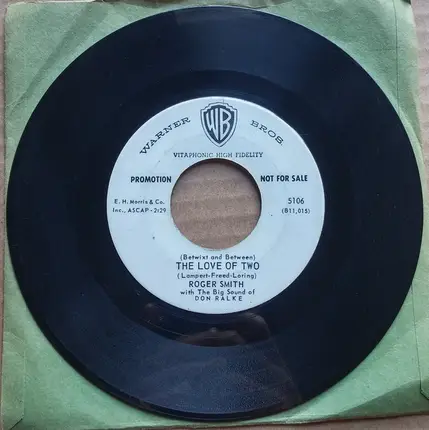 WARNER BROS.
WB
VITAPHONIC HIGH FIDELITY
PROMOTION NOT FOR SALE
E. H. Morris & Co. 5106
Inc., ASCAP - 2:29 (B11,015)
(Betwixt and Between)
THE LOVE OF TWO
(Lampert-Freed-Loring)
ROGER SMITH
with The Big Sound of
DON RALKE